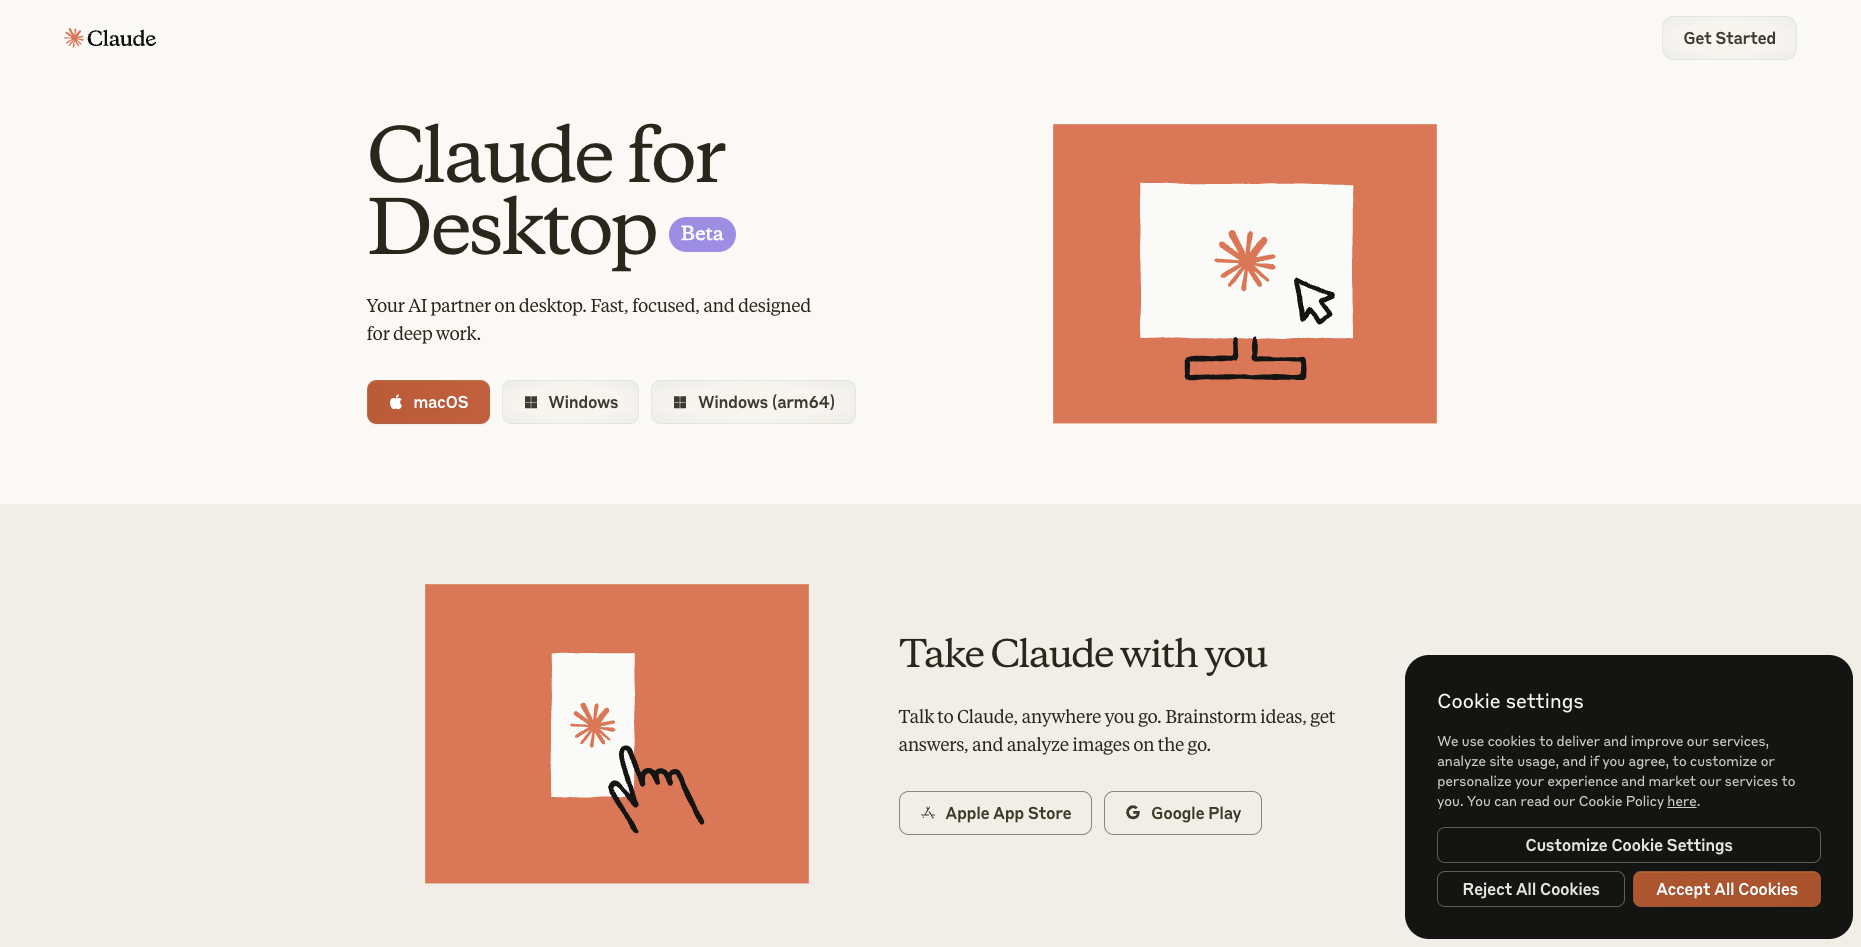 Claude
Get Started
Claude for
Desktop Beta
Your AI partner on desktop. Fast, focused, and designed
for deep work.
macOS
Windows
Windows (arm64)
Take Claude with you
Talk to Claude, anywhere you go. Brainstorm ideas, get
answers, and analyze images on the go.
Apple App Store
Google Play
Cookie settings
We use cookies to deliver and improve our services,
analyze site usage, and if you agree, to customize or
personalize your experience and market our services to
you. You can read our Cookie Policy here.
Customize Cookie Settings
Reject All Cookies
Accept All Cookies